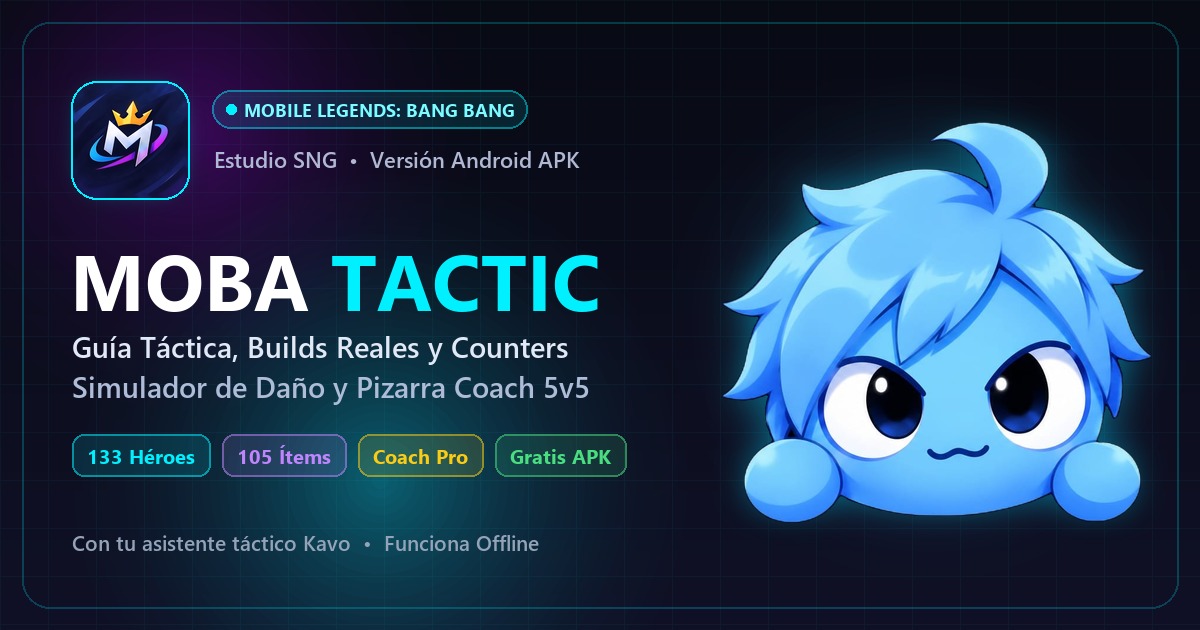 M
MOBILE LEGENDS: BANG BANG
Estudio SNG • Versión Android APK
MOBA TACTIC
Guía Táctica, Builds Reales y Counters
Simulador de Daño y Pizarra Coach 5v5
133 Héroes 105 Ítems Coach Pro Gratis APK
Con tu asistente táctico Kavo • Funciona Offline